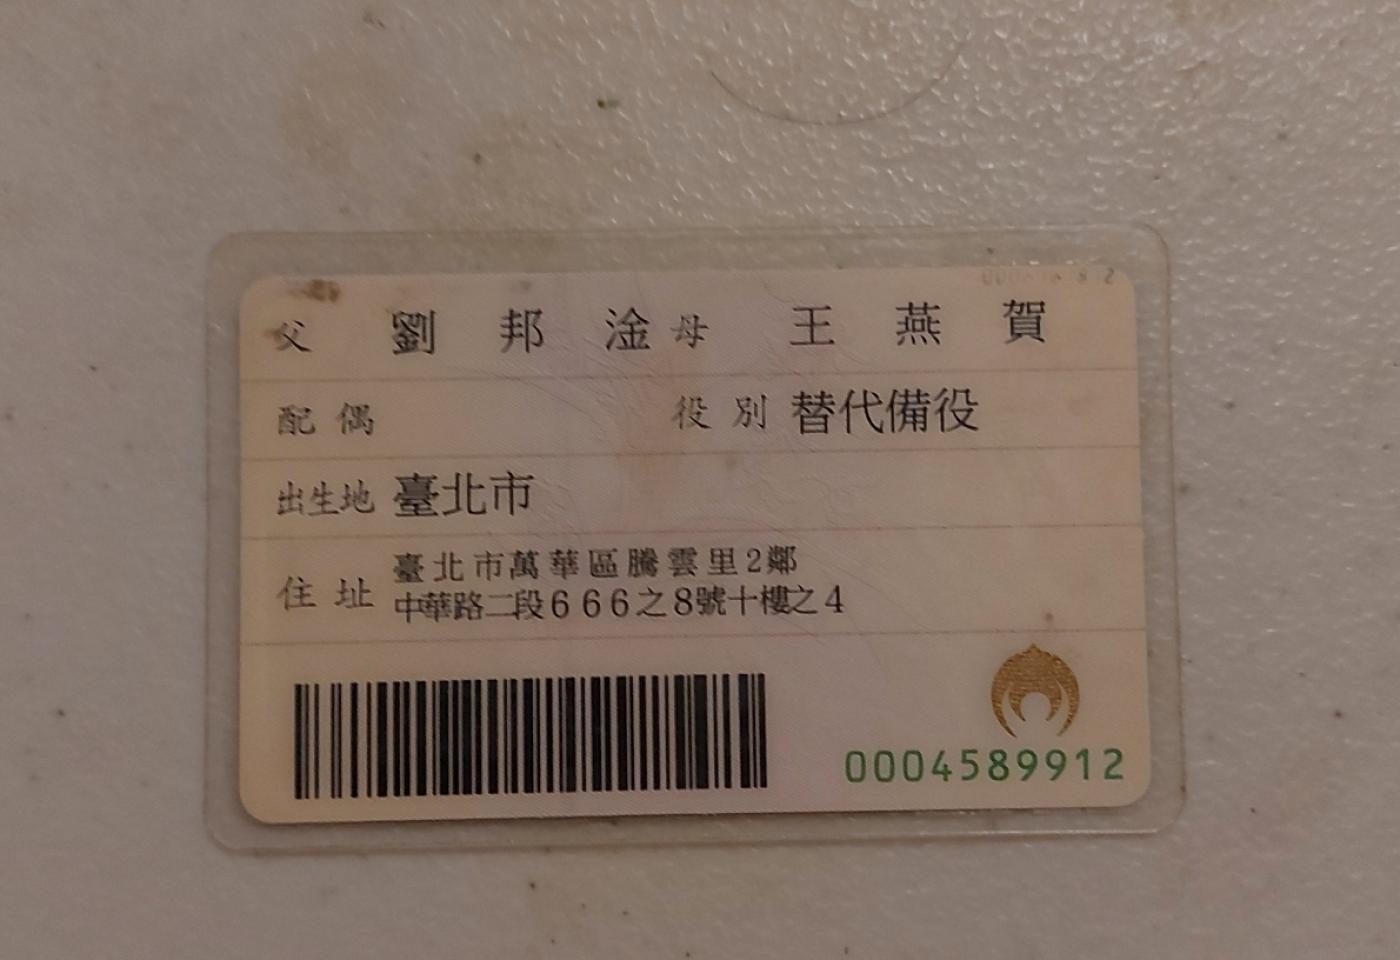 父 劉邦淦 母 王燕賀
配偶 役別 替代備役
出生地 臺北市
住址 臺北市萬華區騰雲里2鄰
中華路二段666之8號十樓之4
0004589912